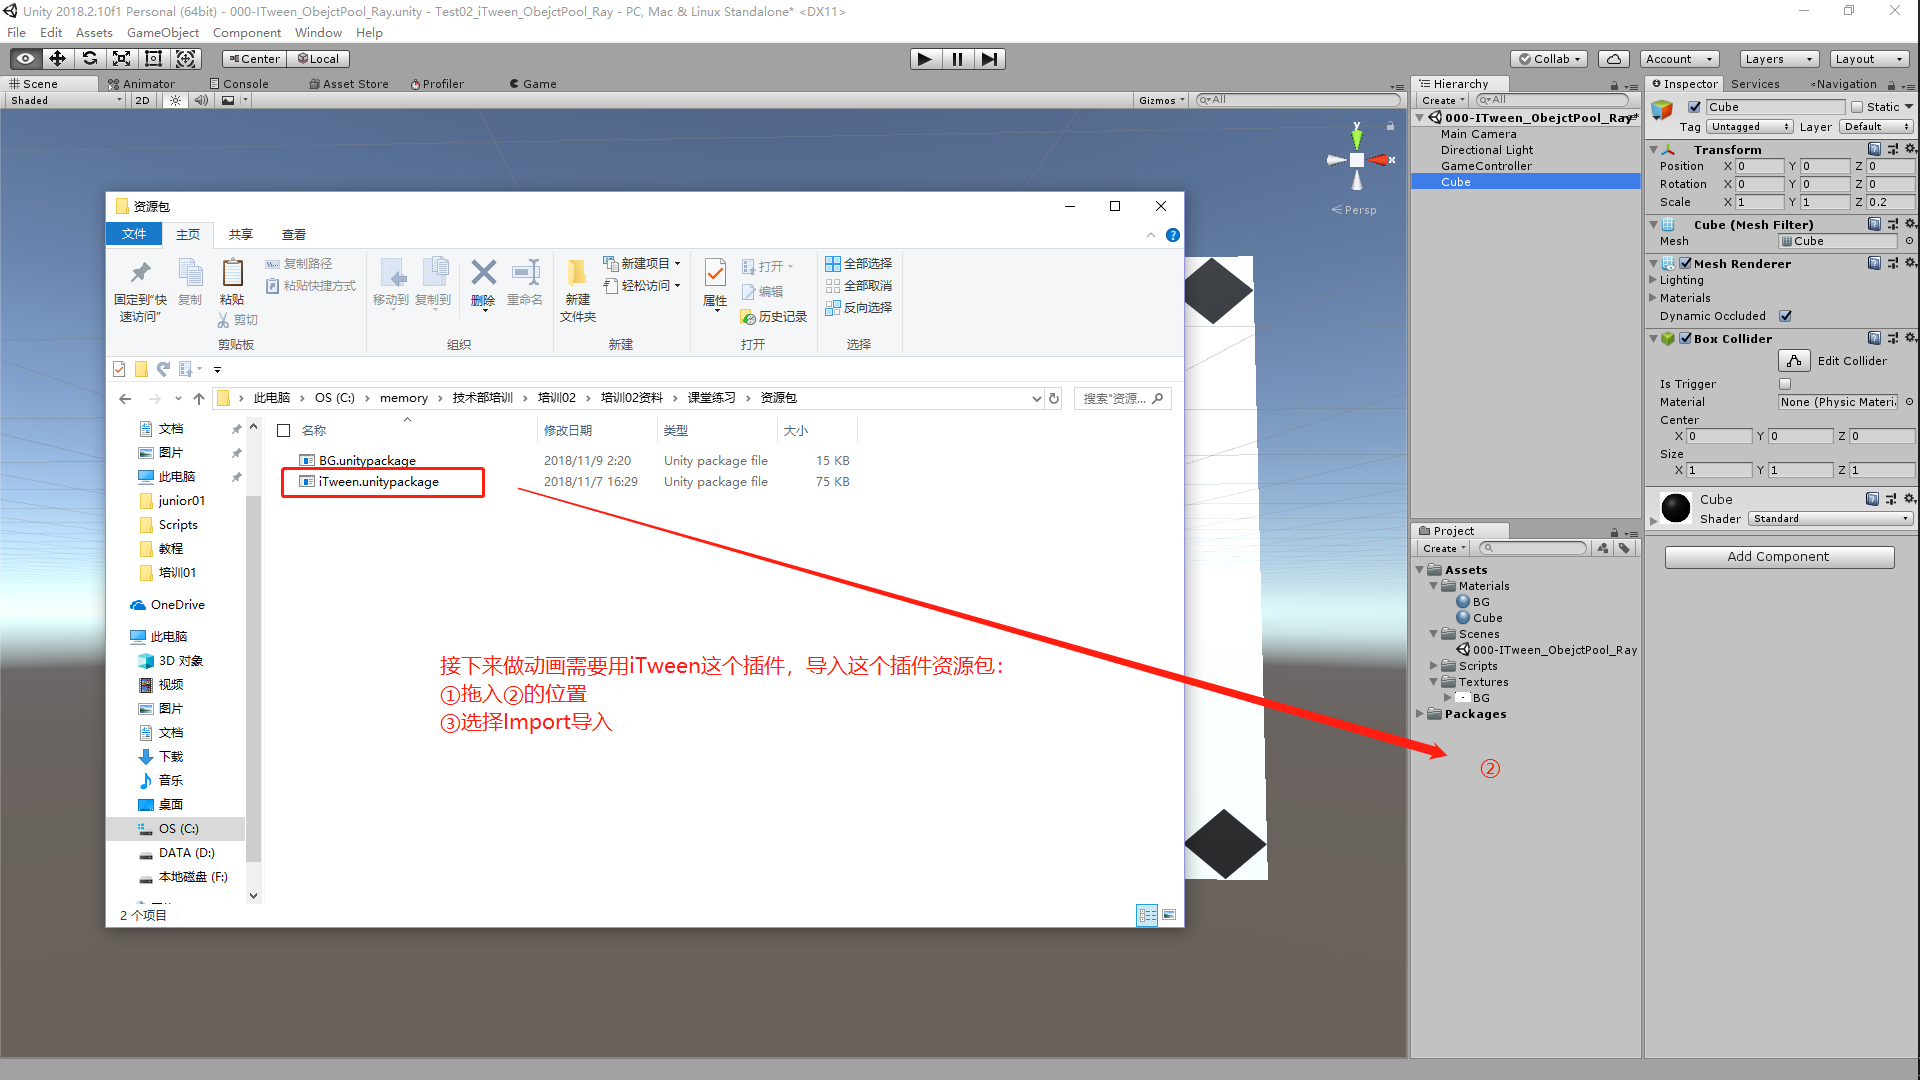 Unity 2018.2.10f1 Personal (64bit) - 000-ITween_ObejctPool_Ray.unity - Test02_iTween_ObejctPool_Ray - PC, Mac & Linux Standalone* <DX11>
File Edit Assets GameObject Component Window Help
Center Local
Collab Account Layers Layout
Scene Animator Console Asset Store Profiler Game
Shaded 2D Gizmos All
y
x
Persp
资源包
文件 主页 共享 查看
固定到"快速访问"
复制
粘贴
复制路径
粘贴快捷方式
剪切
剪贴板
移动到 复制到 删除 重命名
组织
新建文件夹
新建项目
轻松访问
新建
属性
打开
编辑
历史记录
打开
全部选择
全部取消
反向选择
选择
此电脑 OS (C:) memory 技术部培训 培训02 培训02资料 课堂练习 资源包
搜索"资源...
名称 修改日期 类型 大小
BG.unitypackage 2018/11/9 2:20 Unity package file 15 KB
iTween.unitypackage 2018/11/7 16:29 Unity package file 75 KB
文档
图片
此电脑
junior01
Scripts
教程
培训01
OneDrive
此电脑
3D 对象
视频
图片
文档
下载
音乐
桌面
OS (C:)
DATA (D:)
本地磁盘 (F:)
2 个项目
接下来做动画需要用iTween这个插件，导入这个插件资源包：
①拖入②的位置
③选择Import导入
②
Hierarchy
Create All
000-ITween_ObejctPool_Ray*
Main Camera
Directional Light
GameController
Cube
Project
Create
Assets
Materials
BG
Cube
Scenes
000-ITween_ObejctPool_Ray
Scripts
Textures
BG
Packages
Inspector Services Navigation
Cube Static
Tag Untagged Layer Default
Transform
Position X 0 Y 0 Z 0
Rotation X 0 Y 0 Z 0
Scale X 1 Y 1 Z 0.2
Cube (Mesh Filter)
Mesh Cube
Mesh Renderer
Lighting
Materials
Dynamic Occluded
Box Collider
Edit Collider
Is Trigger
Material None (Physic Materi
Center
X 0 Y 0 Z 0
Size
X 1 Y 1 Z 1
Cube
Shader Standard
Add Component